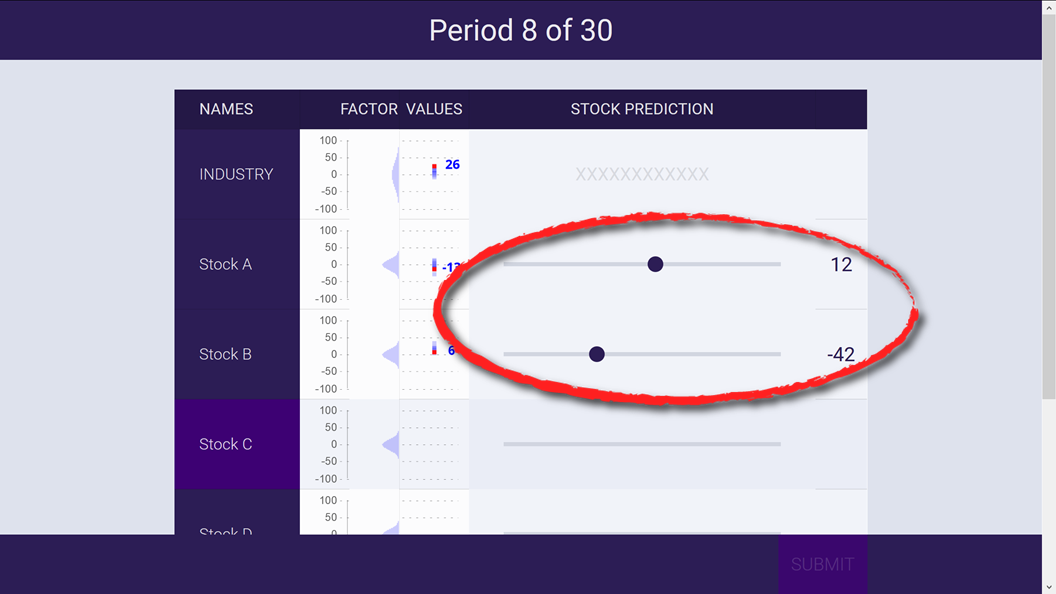 Period 8 of 30
NAMES FACTOR VALUES STOCK PREDICTION
INDUSTRY 100 50 0 -50 -100 26 XXXXXXXXXXXX
Stock A 100 50 0 -50 -100 12
Stock B 100 50 0 -50 -100 6 -42
Stock C 100 50 0 -50 -100
Stock D 100 50 0
SUBMIT